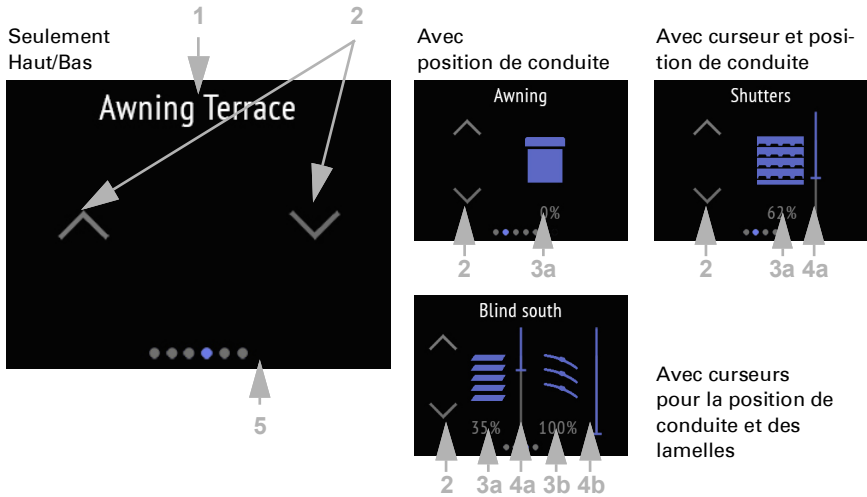 1
2
Seulement
Haut/Bas
Awning Terrace
5
Avec
position de conduite
Awning
0%
2
3a
Avec curseur et posi-
tion de conduite
Shutters
62%
2
3a
4a
Blind south
35%
100%
2
3a
4a
3b
4b
Avec curseurs
pour la position de
conduite et des
lamelles